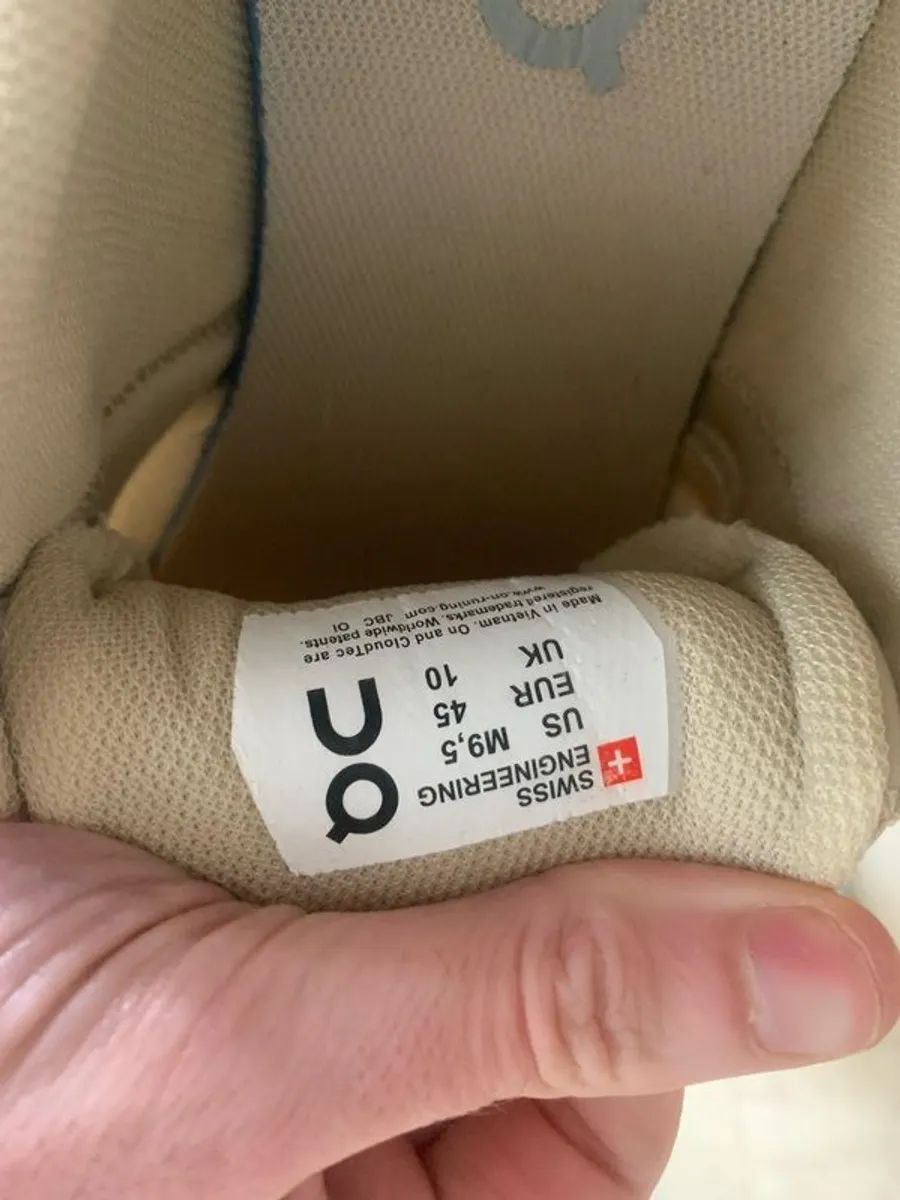 SWISS
ENGINEERING
US M9,5
EUR 45
UK 10
On
Made in Vietnam. On and CloudTec are
registered trademarks. Worldwide patents.
www.on-runing.com JBC OI